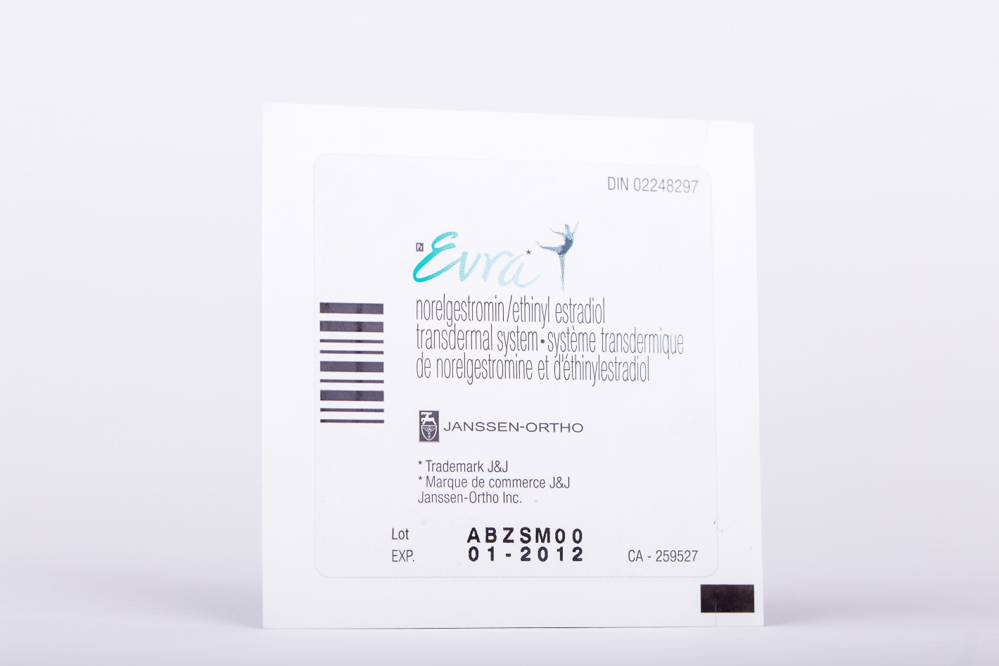 DIN 02248297
Pr Evra*
norelgestromin/ethinyl estradiol
transdermal system • système transdermique
de norelgestromine et d'éthinylestradiol
JANSSEN-ORTHO
* Trademark J&J
* Marque de commerce J&J
Janssen-Ortho Inc.
Lot ABZSM00
EXP. 01-2012
CA - 259527